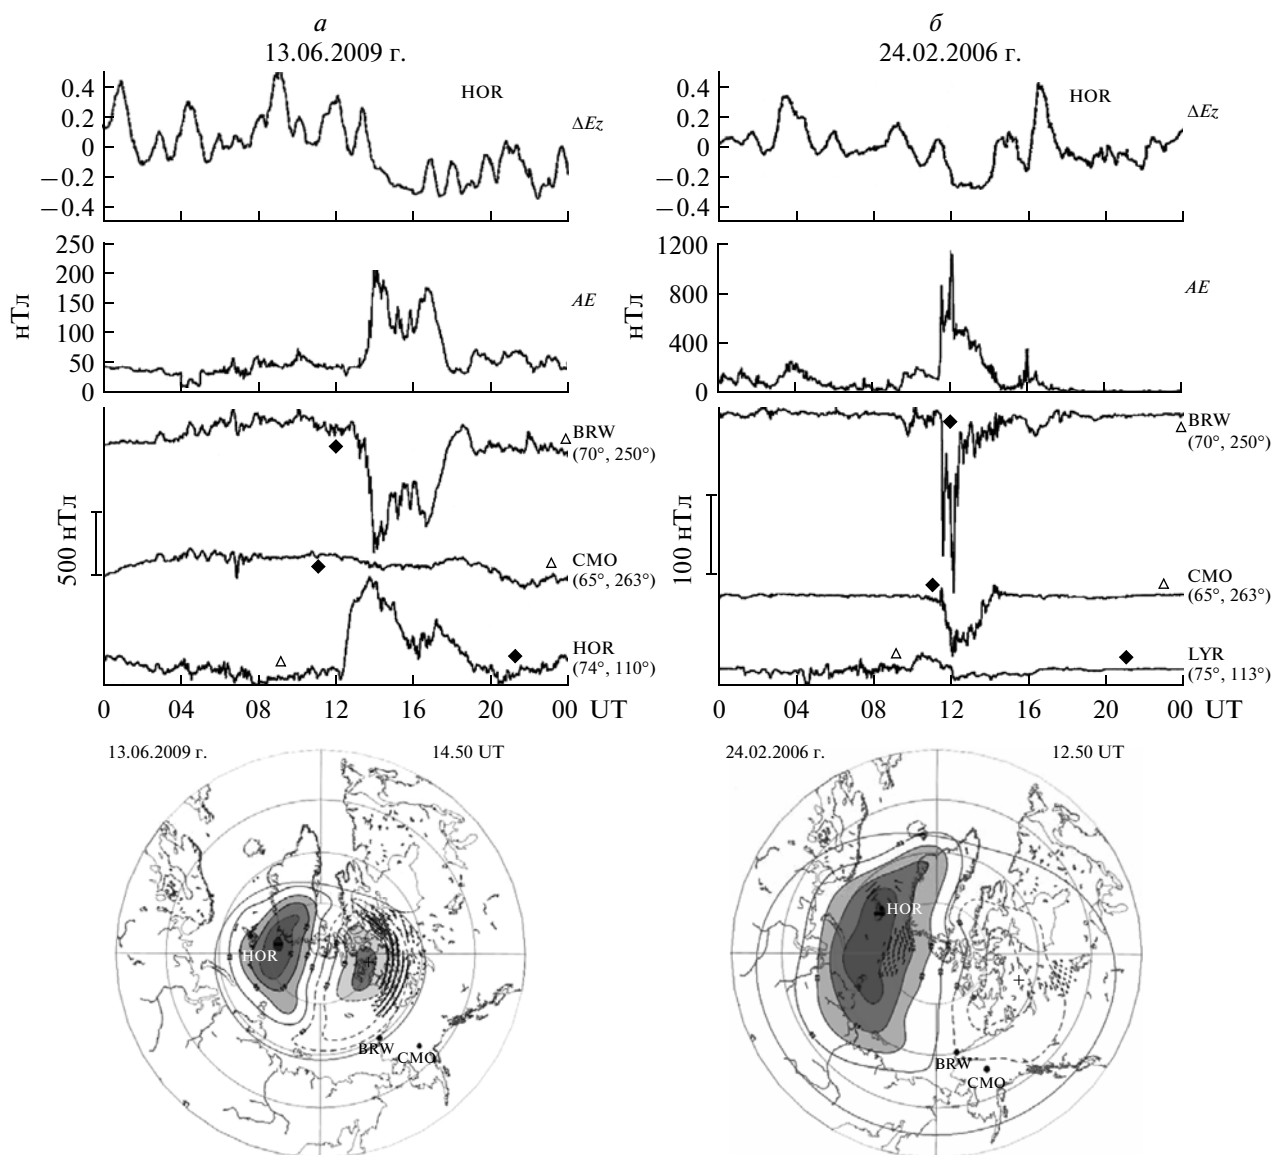 а
13.06.2009 г.
0.4
0.2
0
−0.2
−0.4
HOR
ΔEz
250
200
150
100
50
0
нТл
AE
500 нТл
BRW
(70°, 250°)
CMO
(65°, 263°)
HOR
(74°, 110°)
0 04 08 12 16 20 00 UT
13.06.2009 г. 14.50 UT
HOR
BRW
CMO
б
24.02.2006 г.
0.4
0.2
0
−0.2
−0.4
HOR
ΔEz
1200
800
400
0
нТл
AE
100 нТл
BRW
(70°, 250°)
CMO
(65°, 263°)
LYR
(75°, 113°)
0 04 08 12 16 20 00 UT
24.02.2006 г. 12.50 UT
HOR
BRW
CMO